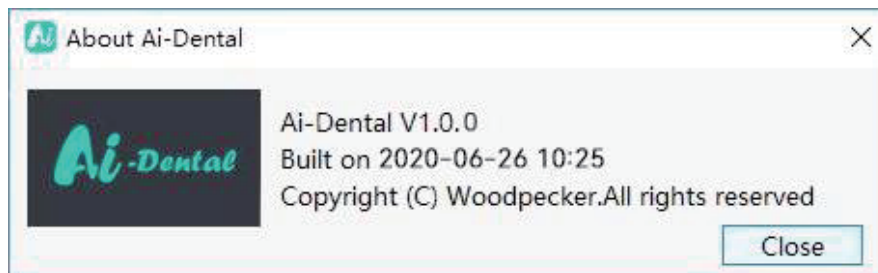 Ai About Ai-Dental
Ai-Dental
Ai-Dental V1.0.0
Built on 2020-06-26 10:25
Copyright (C) Woodpecker.All rights reserved
Close